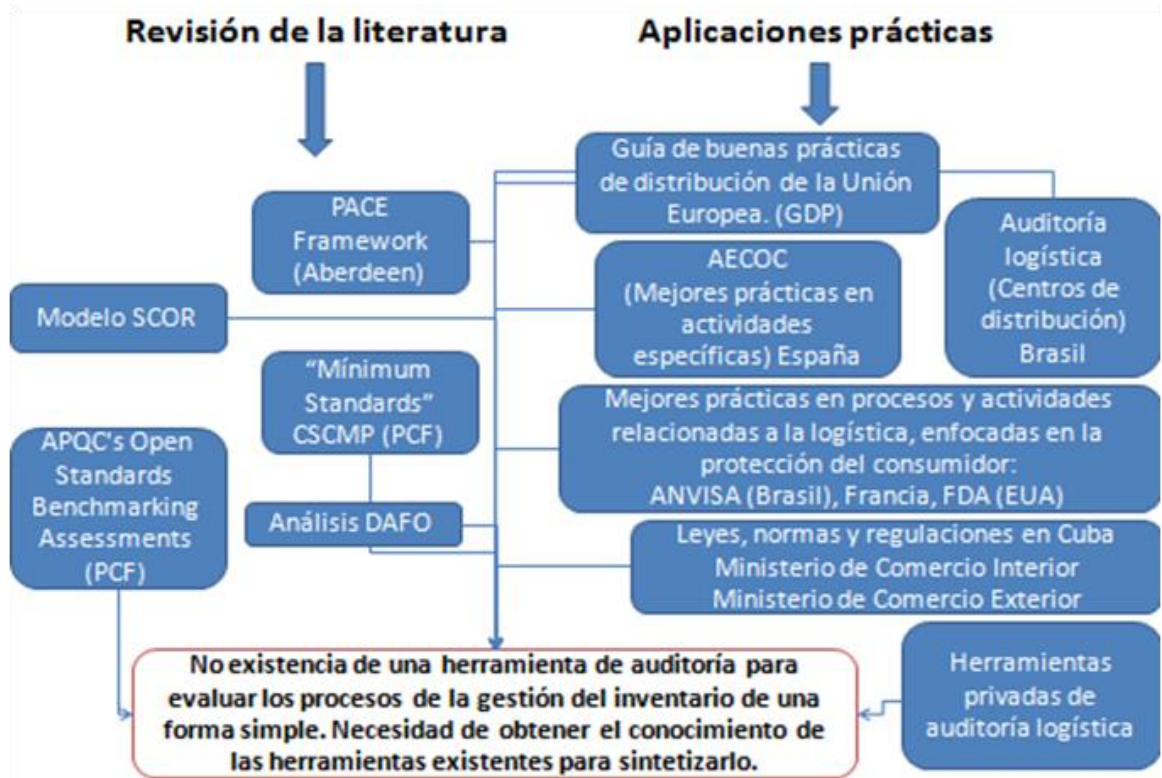 Revisión de la literatura
Aplicaciones prácticas
PACE
Framework
(Aberdeen)
Modelo SCOR
“Mínimum
Standards”
CSCMP (PCF)
APQC's Open
Standards
Benchmarking
Assessments
(PCF)
Análisis DAFO
Guía de buenas prácticas
de distribución de la Unión
Europea. (GDP)
Auditoría
logística
(Centros de
distribución)
Brasil
AECOC
(Mejores prácticas en
actividades
específicas) España
Mejores prácticas en procesos y actividades
relacionadas a la logística, enfocadas en la
protección del consumidor:
ANVISA (Brasil), Francia, FDA (EUA)
Leyes, normas y regulaciones en Cuba
Ministerio de Comercio Interior
Ministerio de Comercio Exterior
Herramientas
privadas de
auditoría logística
No existencia de una herramienta de auditoría para
evaluar los procesos de la gestión del inventario de una
forma simple. Necesidad de obtener el conocimiento de
las herramientas existentes para sintetizarlo.